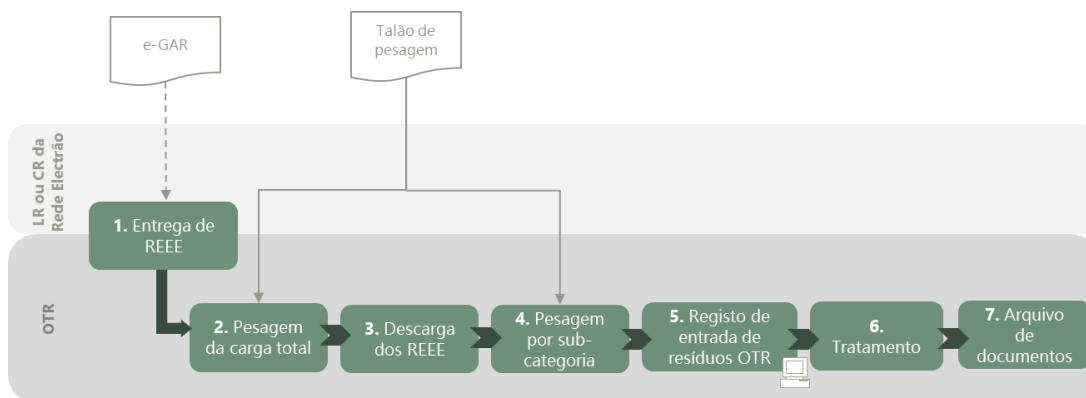 e-GAR
Talão de
pesagem
LR ou CR da
Rede Electrão
1. Entrega de
REEE
OTR
2. Pesagem
da carga total
3. Descarga
dos REEE
4. Pesagem
por sub-
categoria
5. Registo de
entrada de
resíduos OTR
6.
Tratamento
7. Arquivo
de
documentos